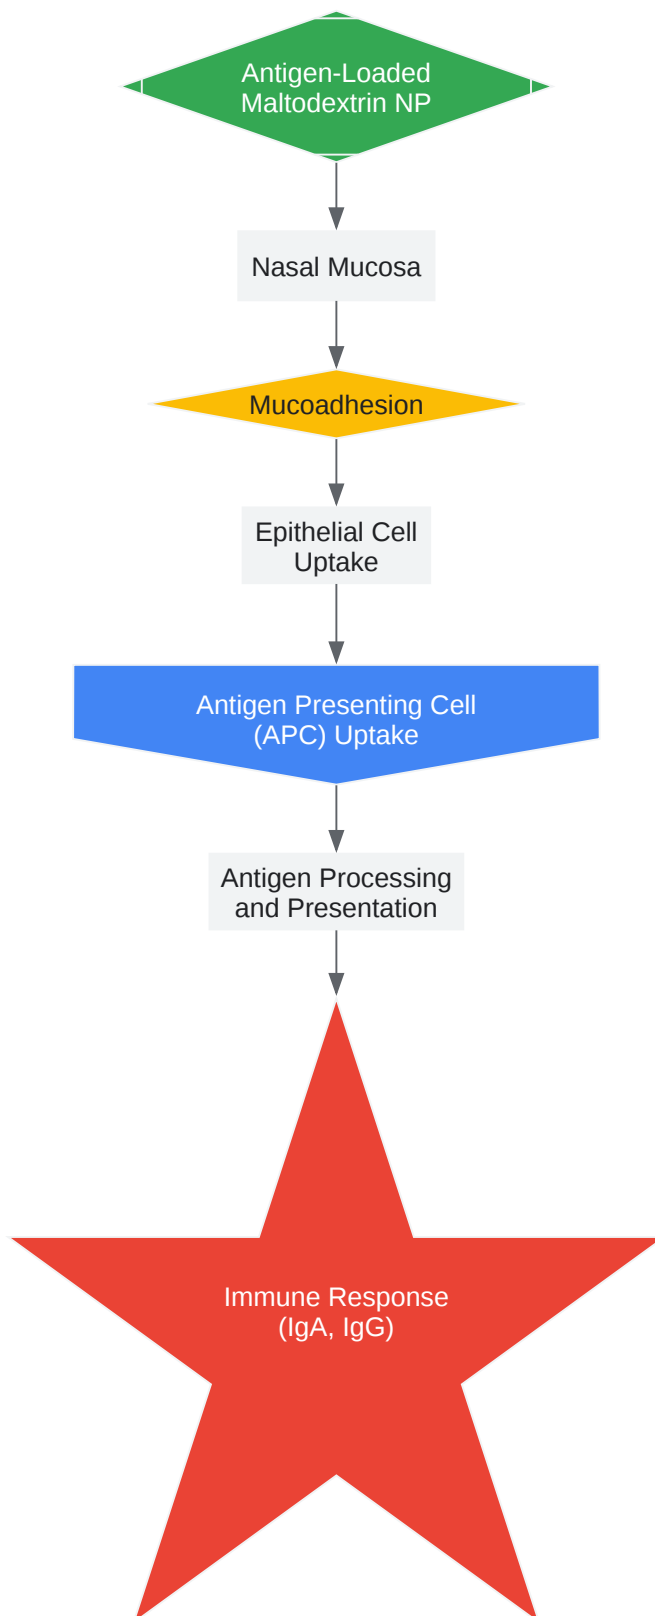 Antigen-Loaded
Maltodextrin NP
Nasal Mucosa
Mucoadhesion
Epithelial Cell
Uptake
Antigen Presenting Cell
(APC) Uptake
Antigen Processing
and Presentation
Immune Response
(IgA, IgG)